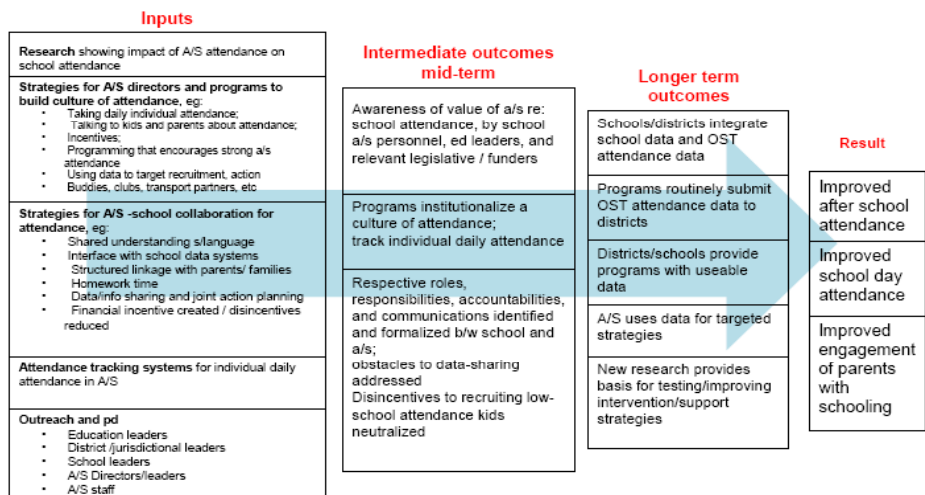 Inputs
Research showing impact of A/S attendance on
school attendance
Strategies for A/S directors and programs to
build culture of attendance, eg:
• Taking daily individual attendance;
• Talking to kids and parents about attendance;
• Incentives;
• Programming that encourages strong a/s
attendance
• Using data to target recruitment, action
• Buddies, clubs, transport partners, etc
Strategies for A/S -school collaboration for
attendance, eg:
• Shared understanding s/language
• Interface with school data systems
• Structured linkage with parents/ families
• Homework time
• Data/info sharing and joint action planning
• Financial incentive created / disincentives
reduced
Attendance tracking systems for individual daily
attendance in A/S
Outreach and pd
• Education leaders
• District /jurisdictional leaders
• School leaders
• A/S Directors/leaders
• A/S staff
Intermediate outcomes
mid-term
Awareness of value of a/s re:
school attendance, by school
a/s personnel, ed leaders, and
relevant legislative / funders
Programs institutionalize a
culture of attendance;
track individual daily attendance
Respective roles,
responsibilities, accountabilities,
and communications identified
and formalized b/w school and
a/s;
obstacles to data-sharing
addressed
Disincentives to recruiting low-
school attendance kids
neutralized
Longer term
outcomes
Schools/districts integrate
school data and OST
attendance data
Programs routinely submit
OST attendance data to
districts
Districts/schools provide
programs with useable
data
A/S uses data for targeted
strategies
New research provides
basis for testing/improving
intervention/support
strategies
Result
Improved
after school
attendance
Improved
school day
attendance
Improved
engagement
of parents
with
schooling